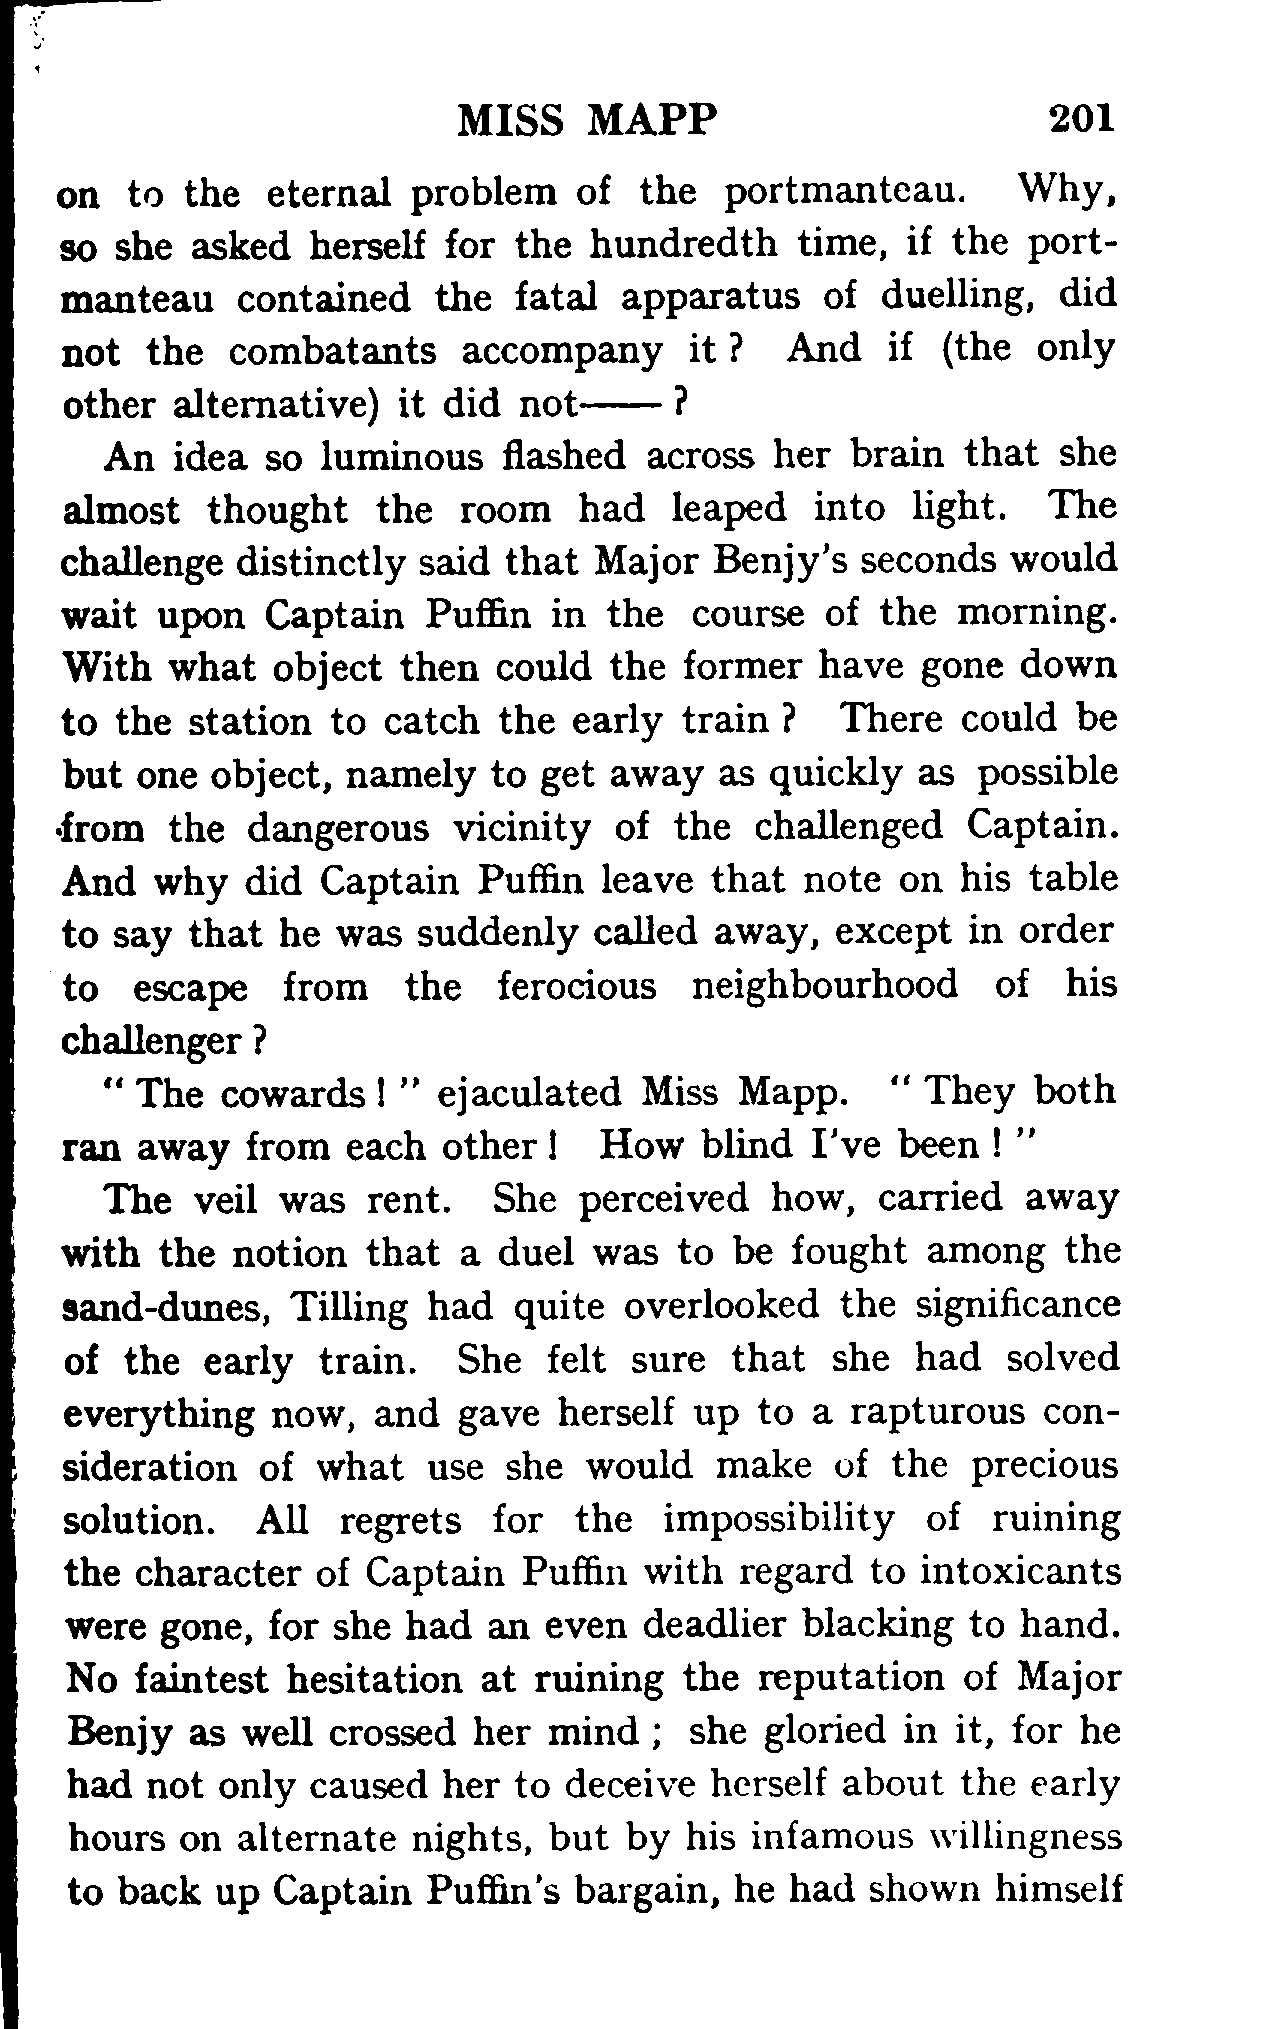 MISS MAPP 201
on to the eternal problem of the portmanteau. Why,
so she asked herself for the hundredth time, if the port-
manteau contained the fatal apparatus of duelling, did
not the combatants accompany it ? And if (the only
other alternative) it did not—— ?
An idea so luminous flashed across her brain that she
almost thought the room had leaped into light. The
challenge distinctly said that Major Benjy's seconds would
wait upon Captain Puffin in the course of the morning.
With what object then could the former have gone down
to the station to catch the early train ? There could be
but one object, namely to get away as quickly as possible
from the dangerous vicinity of the challenged Captain.
And why did Captain Puffin leave that note on his table
to say that he was suddenly called away, except in order
to escape from the ferocious neighbourhood of his
challenger ?
" The cowards ! " ejaculated Miss Mapp. " They both
ran away from each other ! How blind I've been ! "
The veil was rent. She perceived how, carried away
with the notion that a duel was to be fought among the
sand-dunes, Tilling had quite overlooked the significance
of the early train. She felt sure that she had solved
everything now, and gave herself up to a rapturous con-
sideration of what use she would make of the precious
solution. All regrets for the impossibility of ruining
the character of Captain Puffin with regard to intoxicants
were gone, for she had an even deadlier blacking to hand.
No faintest hesitation at ruining the reputation of Major
Benjy as well crossed her mind ; she gloried in it, for he
had not only caused her to deceive herself about the early
hours on alternate nights, but by his infamous willingness
to back up Captain Puffin's bargain, he had shown himself